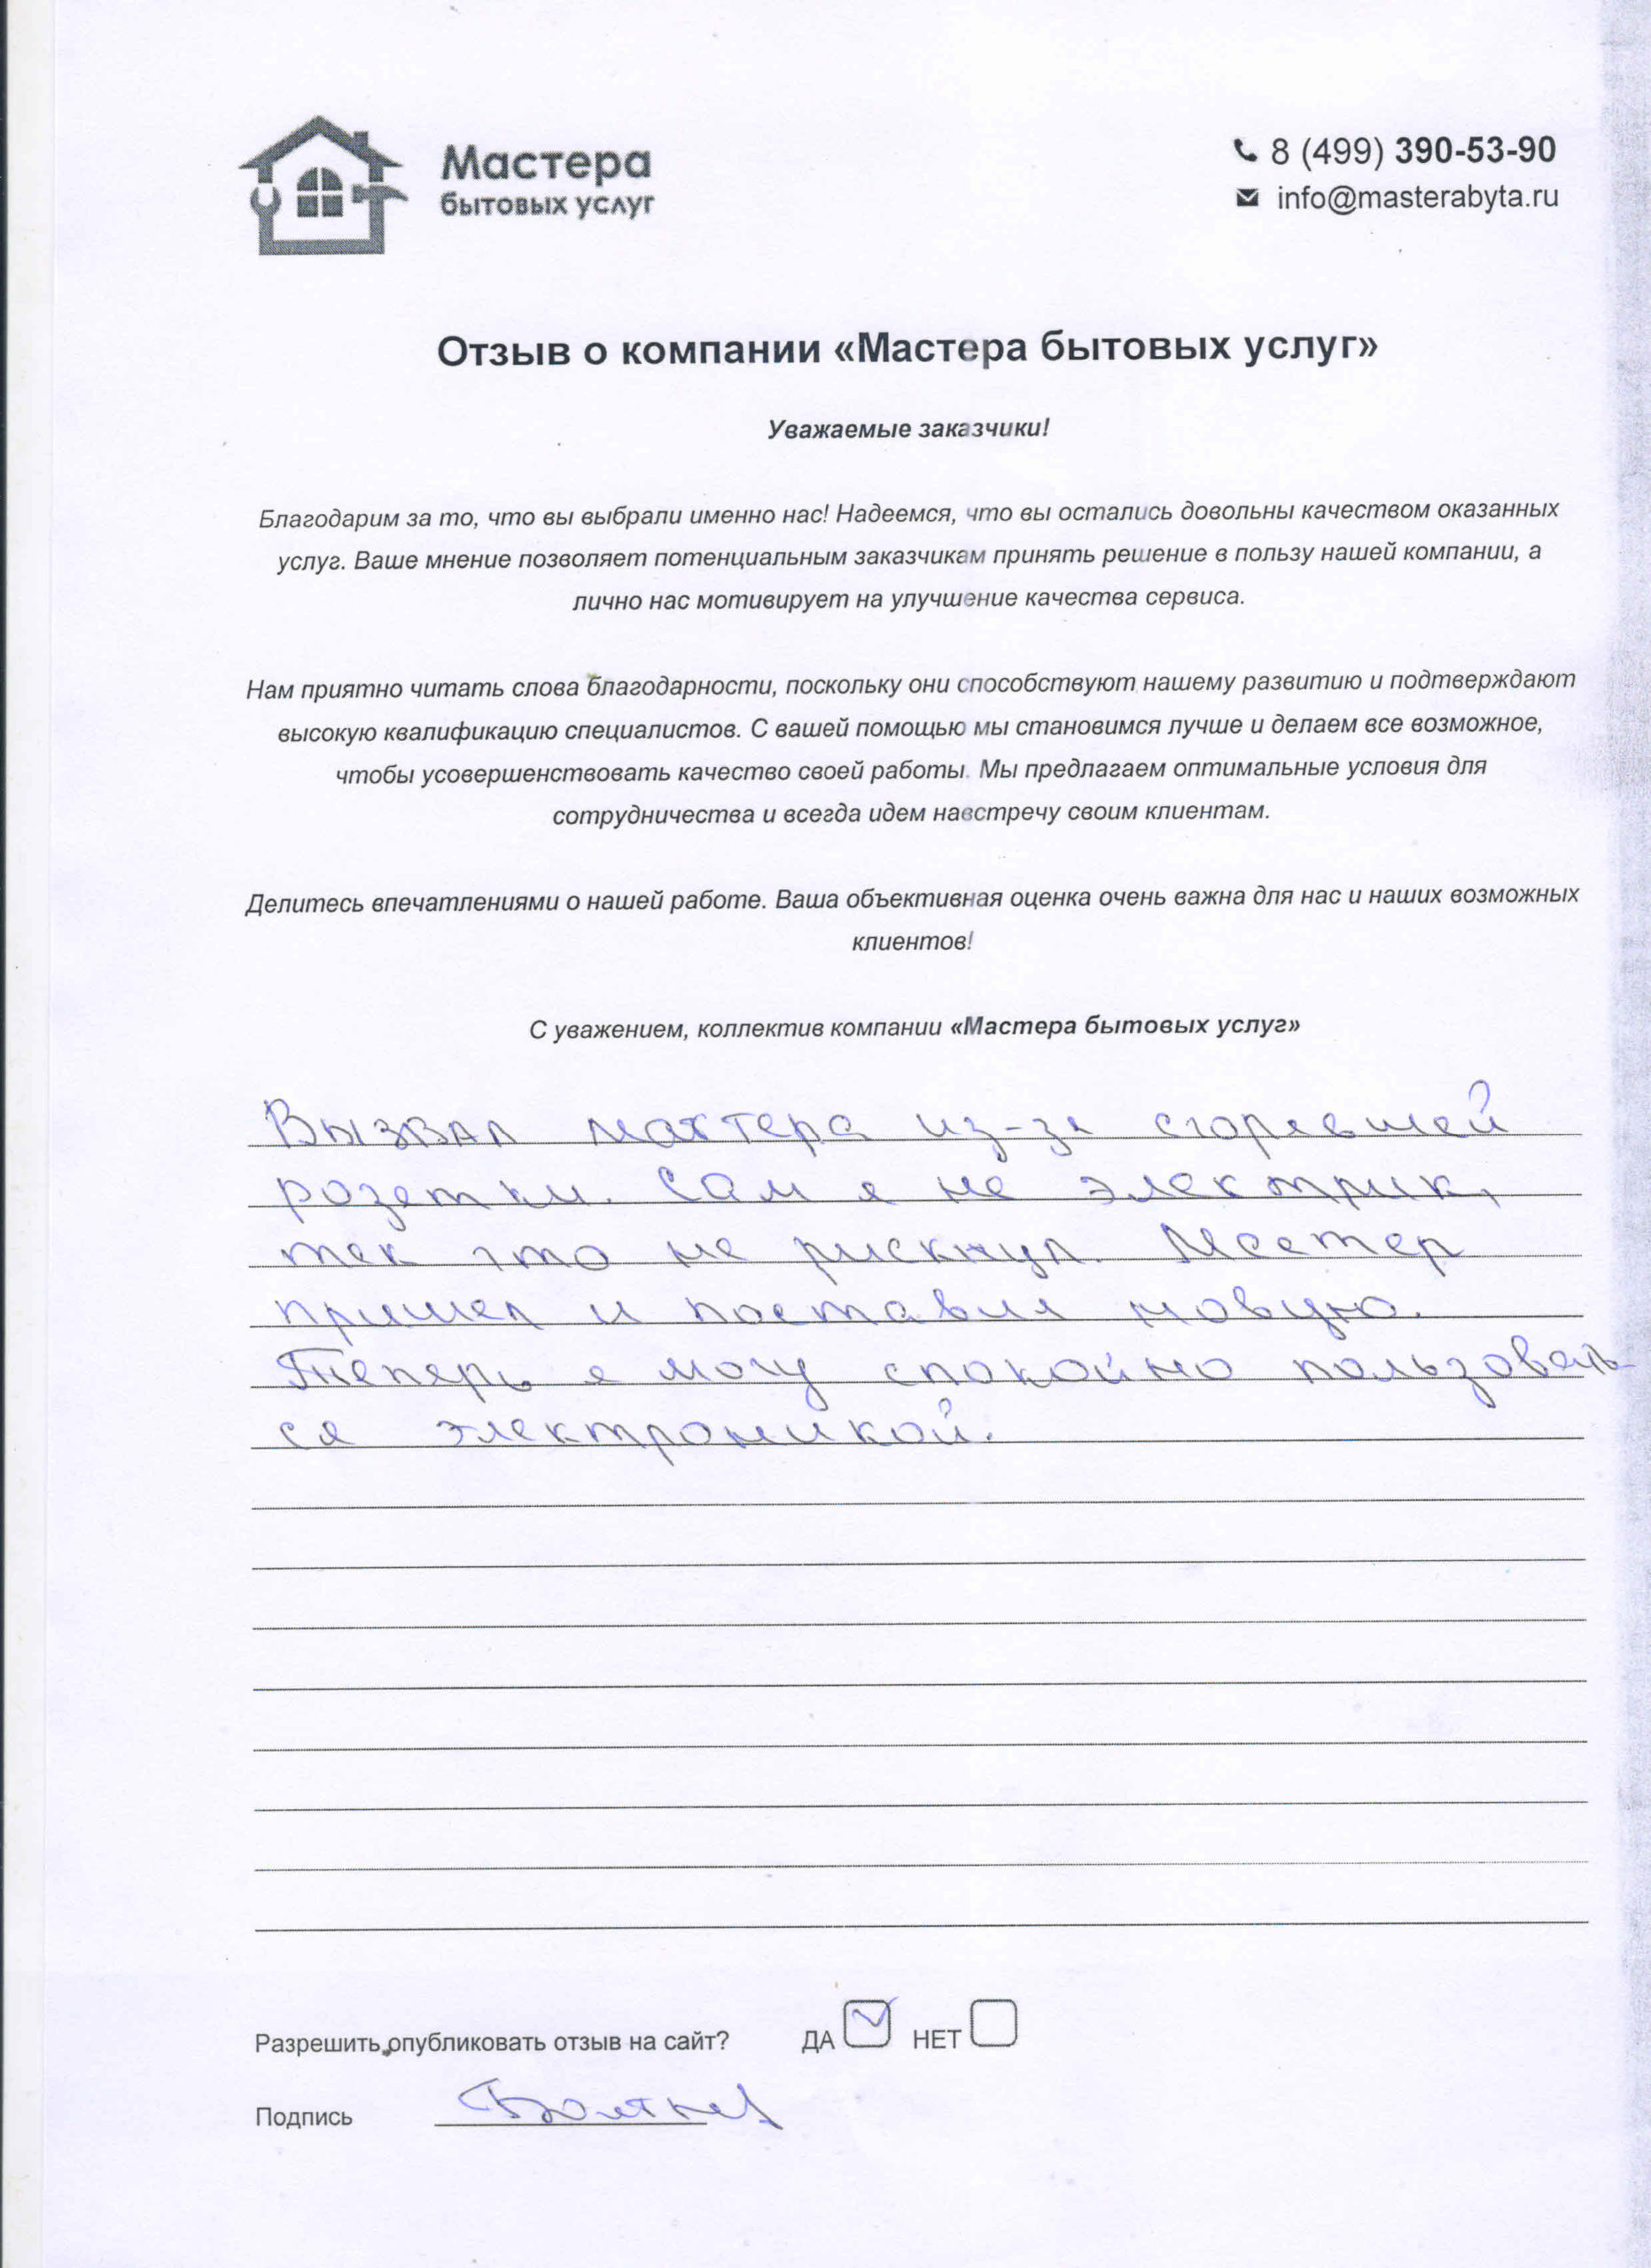 Мастера
бытовых услуг
8 (499) 390-53-90
info@masterabyta.ru
Отзыв о компании «Мастера бытовых услуг»
Уважаемые заказчики!
Благодарим за то, что вы выбрали именно нас! Надеемся, что вы остались довольны качеством оказанных
услуг. Ваше мнение позволяет потенциальным заказчикам принять решение в пользу нашей компании, а
лично нас мотивирует на улучшение качества сервиса.
Нам приятно читать слова благодарности, поскольку они способствуют нашему развитию и подтверждают
высокую квалификацию специалистов. С вашей помощью мы становимся лучше и делаем все возможное,
чтобы усовершенствовать качество своей работы. Мы предлагаем оптимальные условия для
сотрудничества и всегда идем навстречу своим клиентам.
Делитесь впечатлениями о нашей работе. Ваша объективная оценка очень важна для нас и наших возможных
клиентов!
С уважением, коллектив компании «Мастера бытовых услуг»
Вызвал мастера из-за сгоревшей
розетки. Сам я не электрик,
так что не рискнул. Мастер
пришел и поставил новую.
Теперь я могу спокойно пользовать-
ся электроникой.
Разрешить опубликовать отзыв на сайт? ДА НЕТ
Подпись